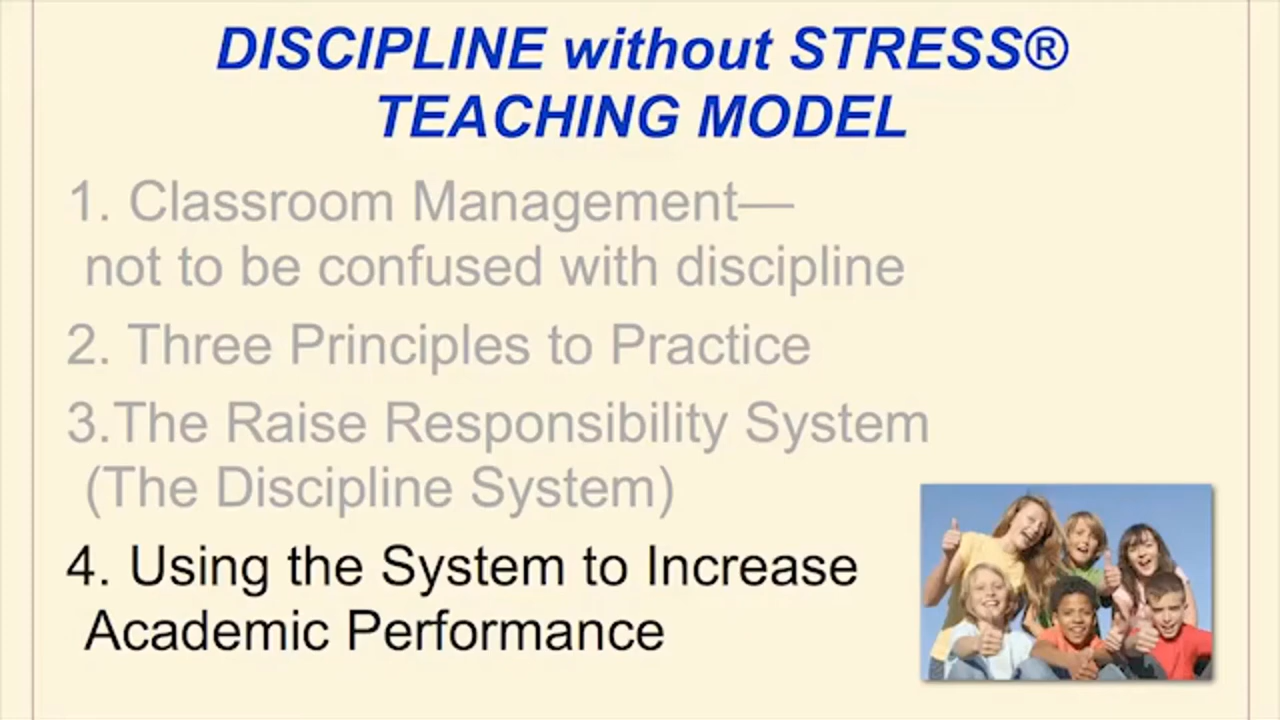 DISCIPLINE without STRESS®
TEACHING MODEL
1. Classroom Management—
not to be confused with discipline
2. Three Principles to Practice
3.The Raise Responsibility System
(The Discipline System)
4. Using the System to Increase
Academic Performance